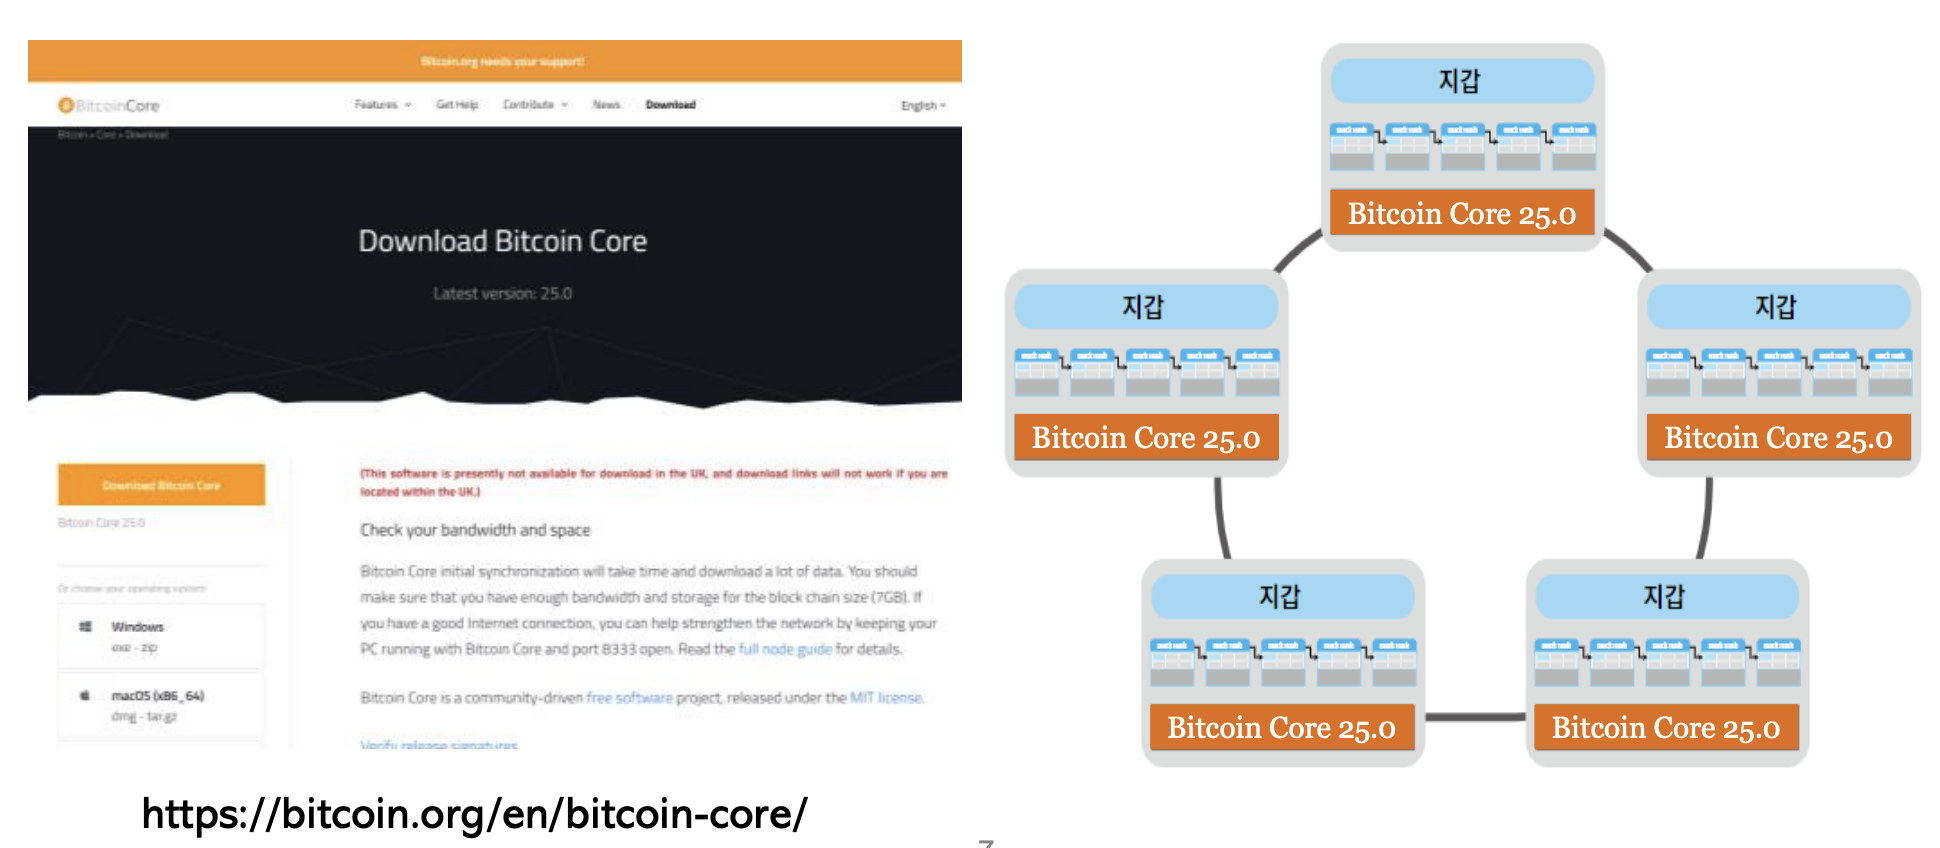 Bitcoin.org needs your support!
BitcoinCore
Features
Get Help
Contribute
News
Download
English
Bitcoin > Core > Download
Download Bitcoin Core
Latest version: 25.0
Download Bitcoin Core
Bitcoin Core 25.0
Or choose your operating system
Windows
exe - zip
macOS (x86_64)
dmg - tar.gz
(This software is presently not available for download in the UK, and download links will not work if you are
located within the UK.)
Check your bandwidth and space
Bitcoin Core initial synchronization will take time and download a lot of data. You should
make sure that you have enough bandwidth and storage for the block chain size (7GB). If
you have a good Internet connection, you can help strengthen the network by keeping your
PC running with Bitcoin Core and port 8333 open. Read the full node guide for details.
Bitcoin Core is a community-driven free software project, released under the MIT license.
Verify release signatures
https://bitcoin.org/en/bitcoin-core/
지갑
Bitcoin Core 25.0
지갑
Bitcoin Core 25.0
지갑
Bitcoin Core 25.0
지갑
Bitcoin Core 25.0
지갑
Bitcoin Core 25.0